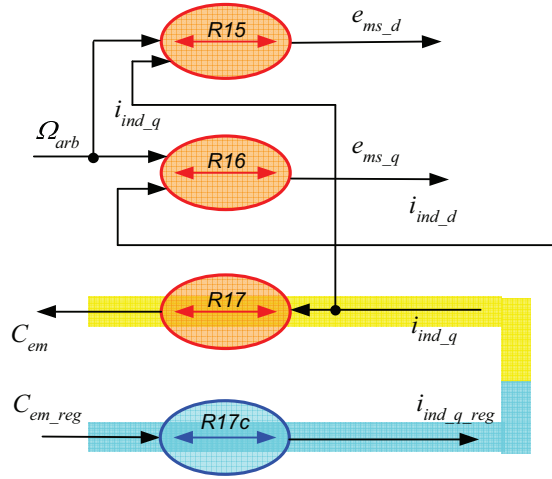 R15
e_ms_d
i_ind_q
Ω_arb
R16
e_ms_q
i_ind_d
R17
C_em
i_ind_q
C_em_reg
R17c
i_ind_q_reg